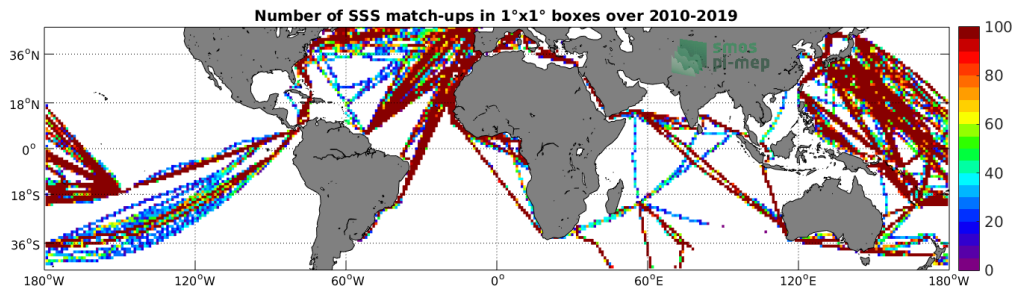 Number of SSS match-ups in 1°x1° boxes over 2010-2019
36°N
18°N
0°
18°S
36°S
180°W
120°W
60°W
0°
60°E
120°E
180°W
100
80
60
40
20
0
smos
pi-mep